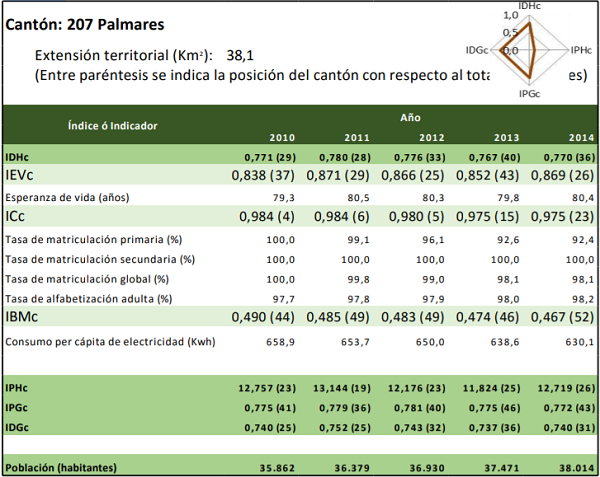 Cantón: 207 Palmares
Extensión territorial (Km²): 38,1
(Entre paréntesis se indica la posición del cantón con respecto al tota es)
IDHc
1,0
0,5
0,0
IDGc
IPHc
IPGc
Índice ó Indicador Año
2010 2011 2012 2013 2014
IDHc 0,771 (29) 0,780 (28) 0,776 (33) 0,767 (40) 0,770 (36)
IEVc 0,838 (37) 0,871 (29) 0,866 (25) 0,852 (43) 0,869 (26)
Esperanza de vida (años) 79,3 80,5 80,3 79,8 80,4
ICc 0,984 (4) 0,984 (6) 0,980 (5) 0,975 (15) 0,975 (23)
Tasa de matriculación primaria (%) 100,0 99,1 96,1 92,6 92,4
Tasa de matriculación secundaria (%) 100,0 100,0 100,0 100,0 100,0
Tasa de matriculación global (%) 100,0 99,8 99,0 98,1 98,1
Tasa de alfabetización adulta (%) 97,7 97,8 97,9 98,0 98,2
IBMc 0,490 (44) 0,485 (49) 0,483 (49) 0,474 (46) 0,467 (52)
Consumo per cápita de electricidad (Kwh) 658,9 653,7 650,0 638,6 630,1
IPHc 12,757 (23) 13,144 (19) 12,176 (23) 11,824 (25) 12,719 (26)
IPGc 0,775 (41) 0,779 (36) 0,781 (40) 0,775 (46) 0,772 (43)
IDGc 0,740 (25) 0,752 (25) 0,743 (32) 0,737 (36) 0,740 (31)
Población (habitantes) 35.862 36.379 36.930 37.471 38.014